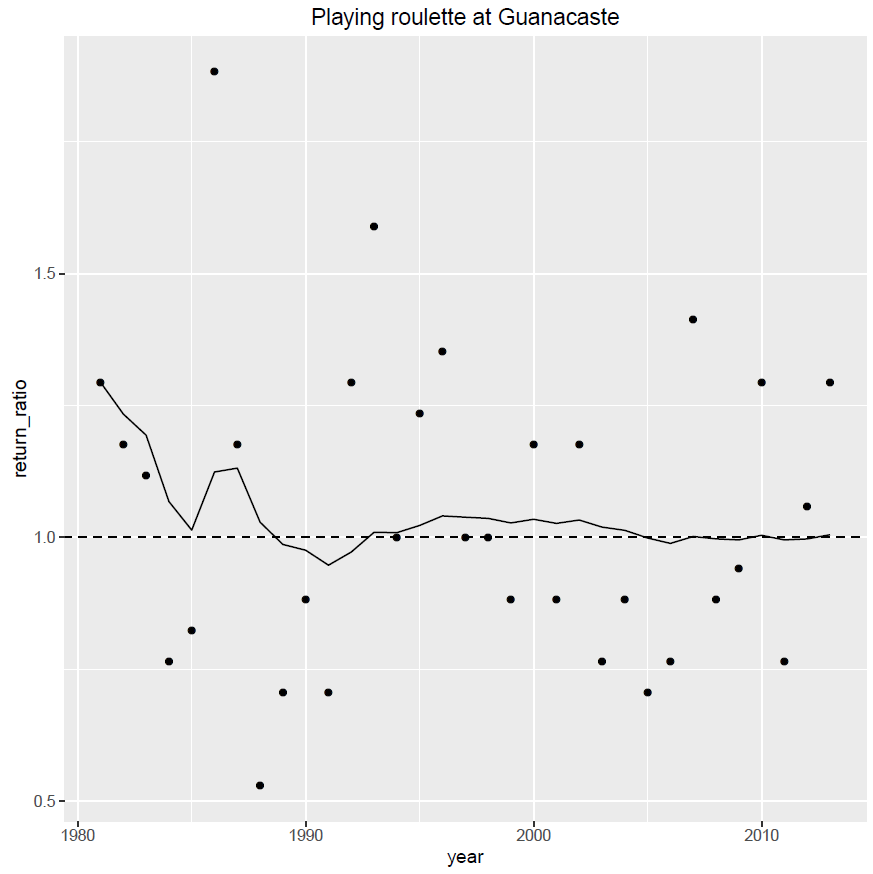 Playing roulette at Guanacaste
1.5
1.0
0.5
return_ratio
1980 1990 2000 2010
year